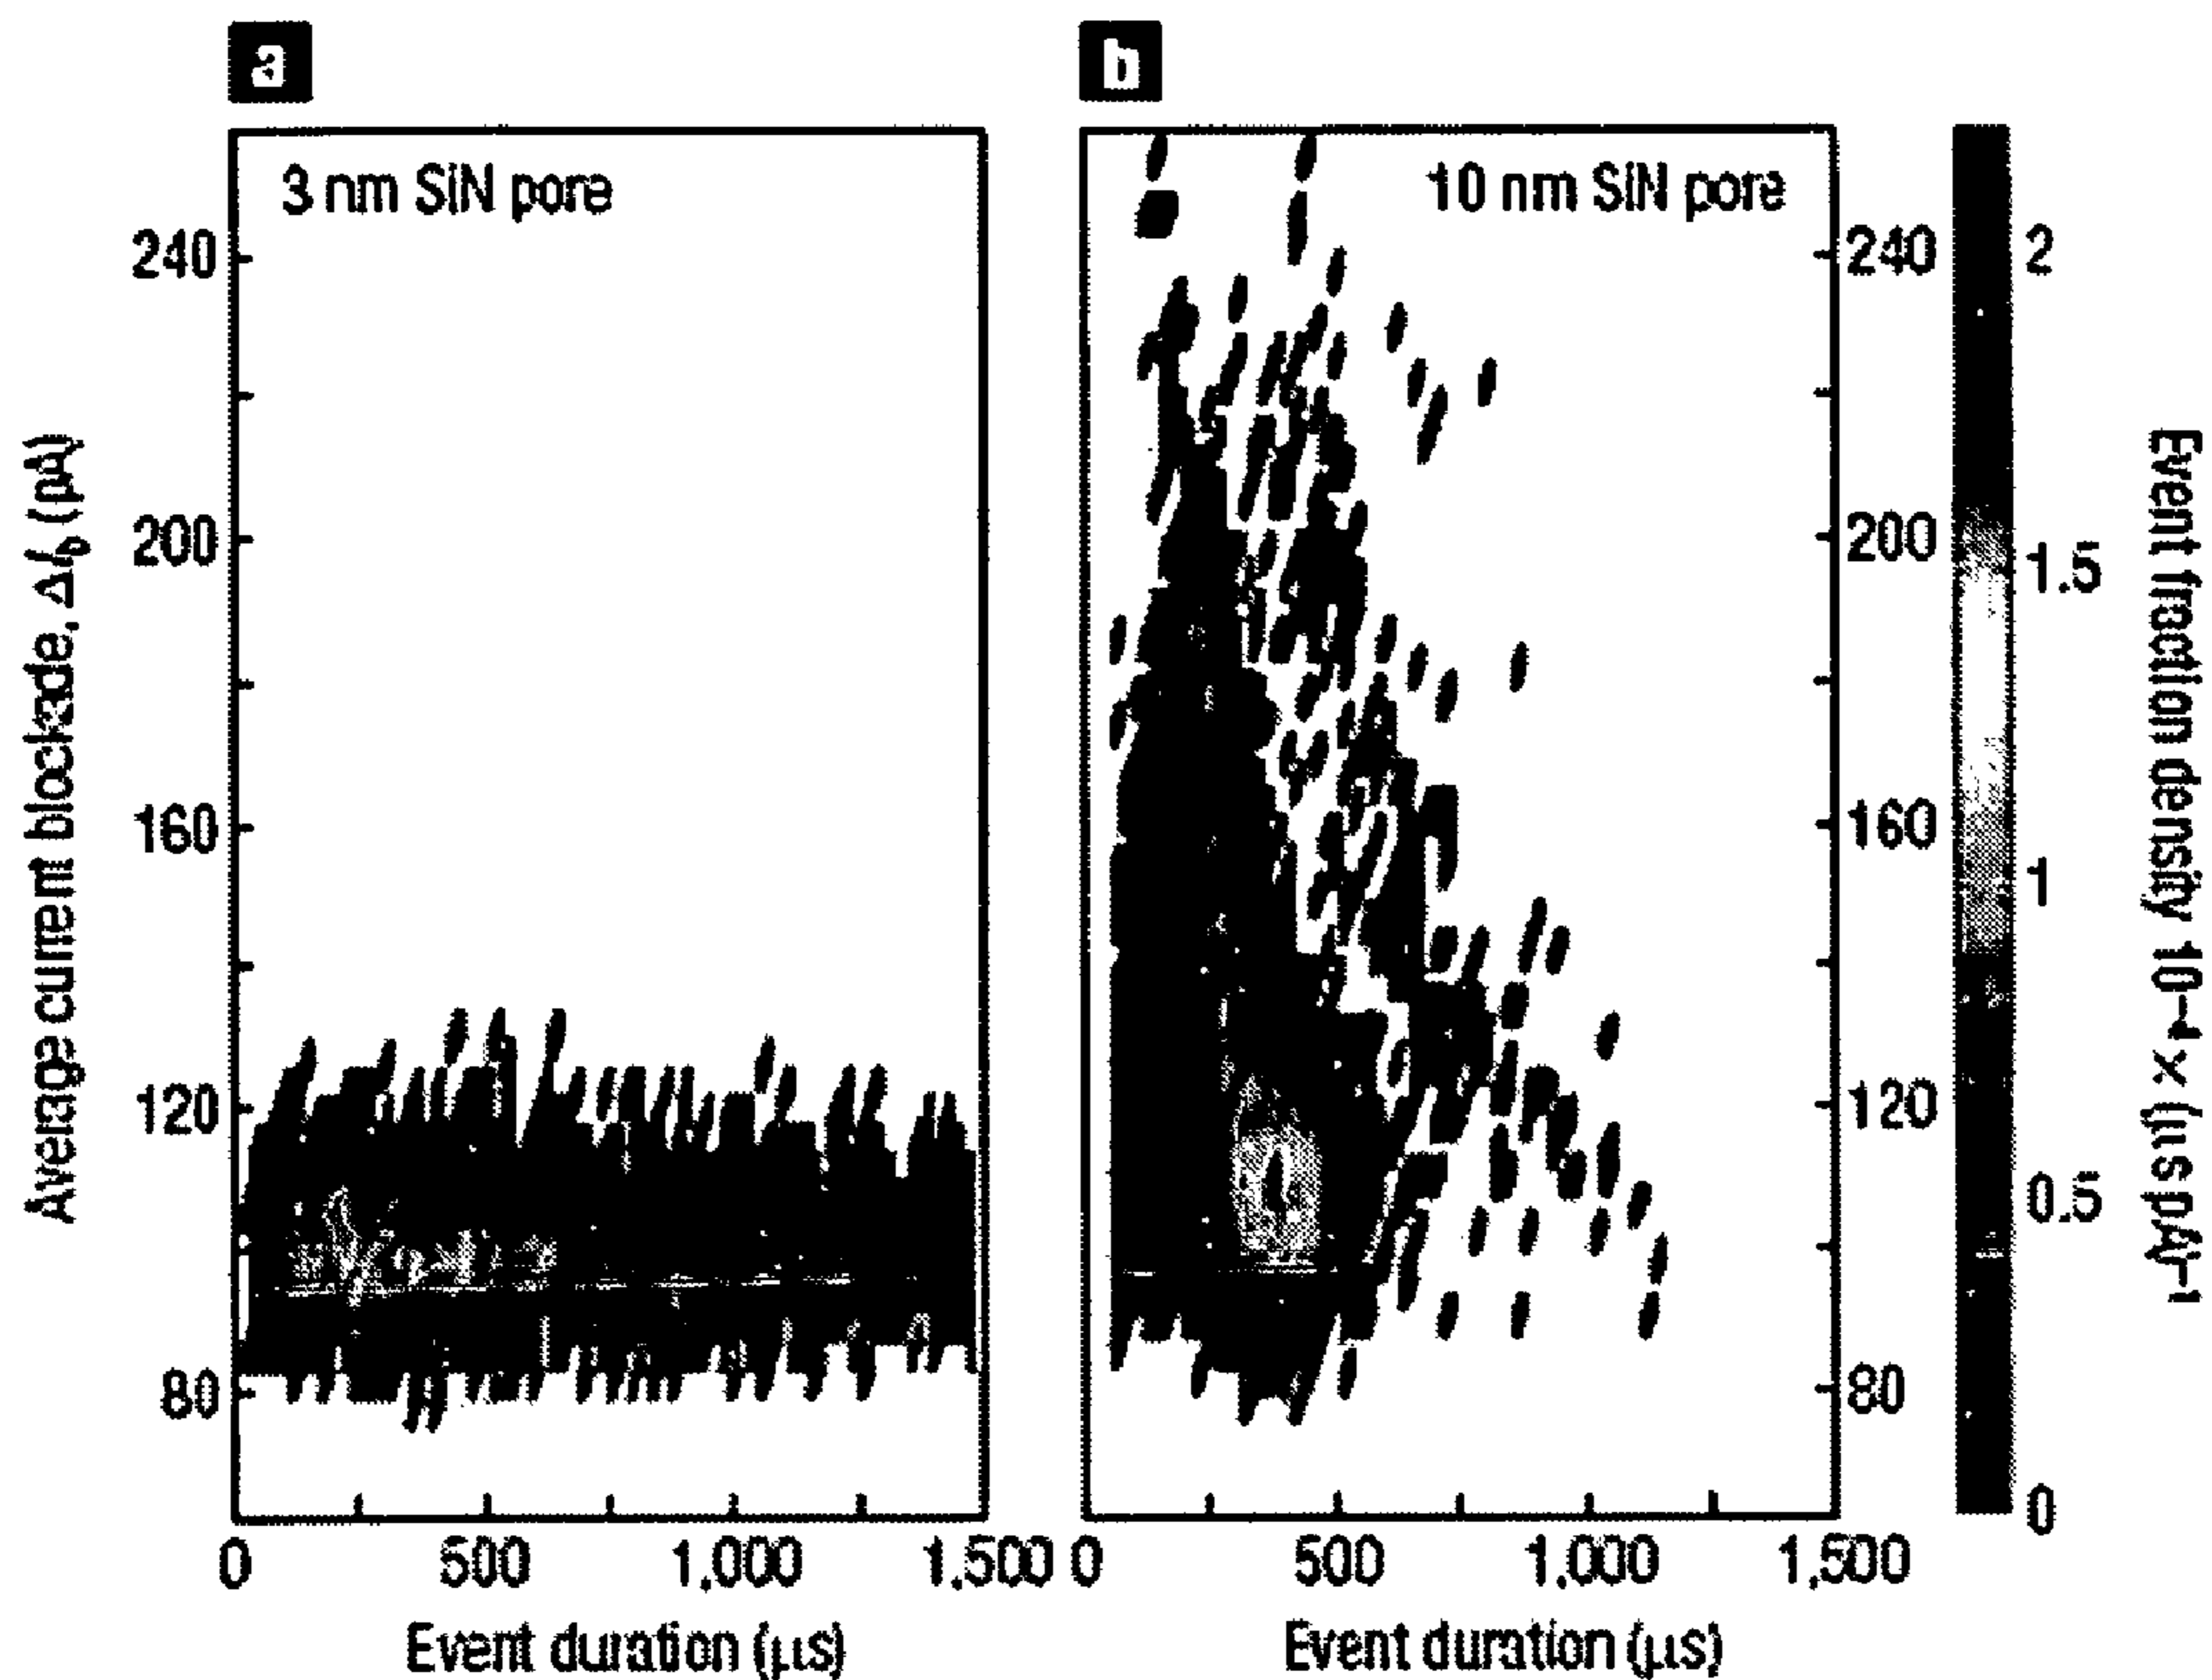 a
b
3 nm SiN pore
10 nm SiN pore
240
200
160
120
80
Average current blockade, ΔI_b (pA)
0 500 1,000 1,500
Event duration (µs)
240
200
160
120
80
0 500 1,000 1,500
Event duration (µs)
2
1.5
1
0.5
0
Event fraction density 10⁻⁴ × (µs pA)⁻¹